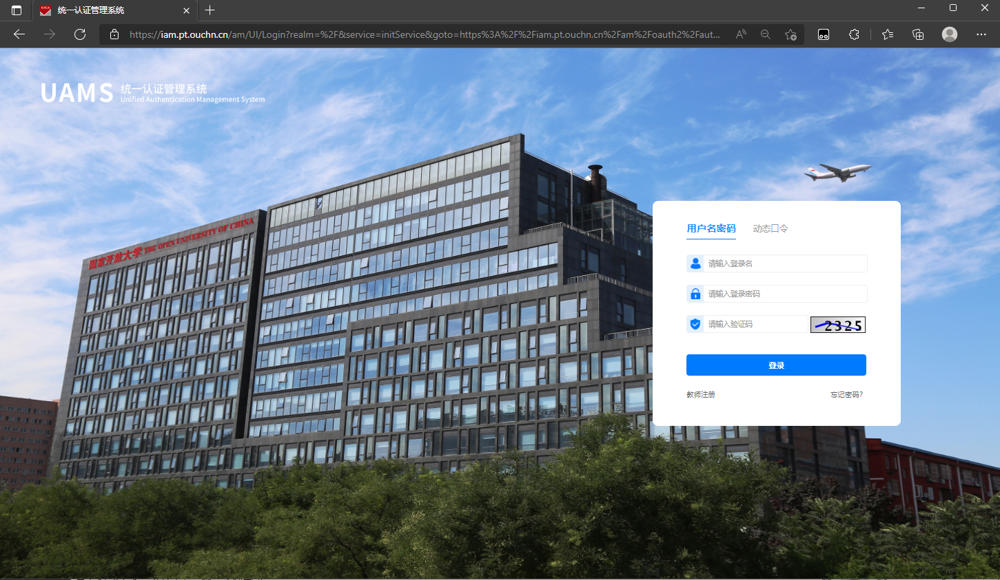 统一认证管理系统
https://iam.pt.ouchn.cn/am/UI/Login?realm=%2F&service=initService&goto=https%3A%2F%2Fiam.pt.ouchn.cn%2Fam%2Foauth2%2Faut...
UAMS 统一认证管理系统
Unified Authentication Management System
国家开放大学 THE OPEN UNIVERSITY OF CHINA
用户名密码 动态口令
请输入登录名
请输入登录密码
请输入验证码 2325
登录
教师注册 忘记密码?